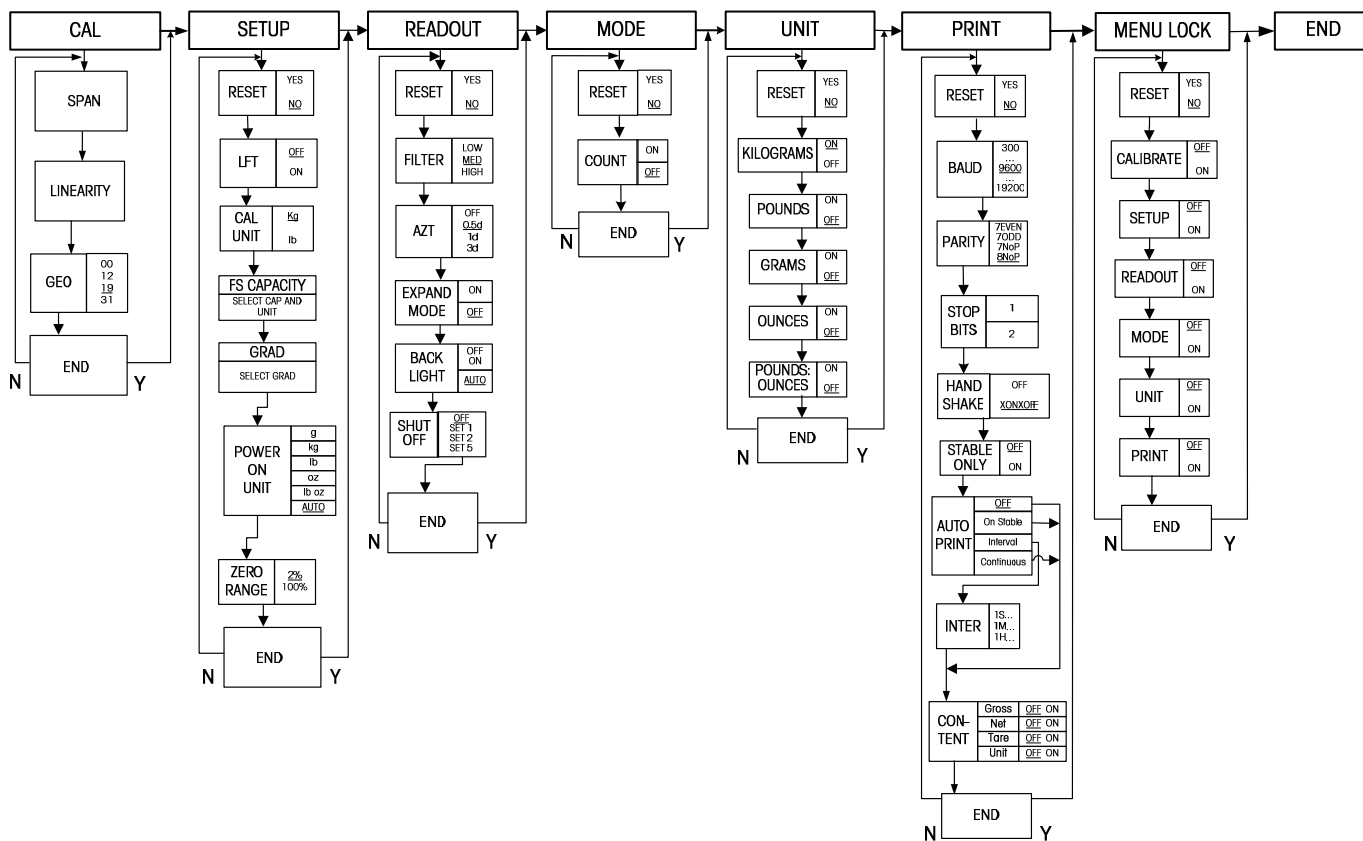 CAL
SPAN
LINEARITY
GEO
00
12
19
31
END
N
Y
SETUP
RESET
YES
NO
LFT
OFF
ON
CAL
UNIT
Kg
lb
FS CAPACITY
SELECT CAP AND
UNIT
GRAD
SELECT GRAD
POWER
ON
UNIT
g
kg
lb
oz
lb oz
AUTO
ZERO
RANGE
2%
100%
END
N
Y
READOUT
RESET
YES
NO
FILTER
LOW
MED
HIGH
AZT
OFF
0.5d
1d
3d
EXPAND
MODE
ON
OFF
BACK
LIGHT
OFF
ON
AUTO
SHUT
OFF
OFF
SET 1
SET 2
SET 5
END
N
Y
MODE
RESET
YES
NO
COUNT
ON
OFF
END
N
Y
UNIT
RESET
YES
NO
KILOGRAMS
ON
OFF
POUNDS
ON
OFF
GRAMS
ON
OFF
OUNCES
ON
OFF
POUNDS:
OUNCES
ON
OFF
END
N
Y
PRINT
RESET
YES
NO
BAUD
300
...
9600
...
19200
PARITY
7EVEN
7ODD
7NoP
8NoP
STOP
BITS
1
2
HAND
SHAKE
OFF
XONXOFF
STABLE
ONLY
OFF
ON
AUTO
PRINT
OFF
On Stable
Interval
Continuous
INTER
1S...
1M...
1H...
CON-
TENT
Gross OFF ON
Net OFF ON
Tare OFF ON
Unit OFF ON
END
N
Y
MENU LOCK
RESET
YES
NO
CALIBRATE
OFF
ON
SETUP
OFF
ON
READOUT
OFF
ON
MODE
OFF
ON
UNIT
OFF
ON
PRINT
OFF
ON
END
N
Y
END